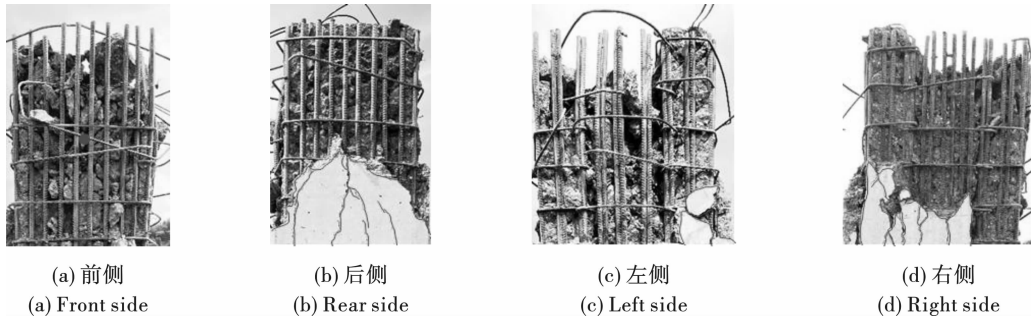 (a) 前侧
(a) Front side
(b) 后侧
(b) Rear side
(c) 左侧
(c) Left side
(d) 右侧
(d) Right side